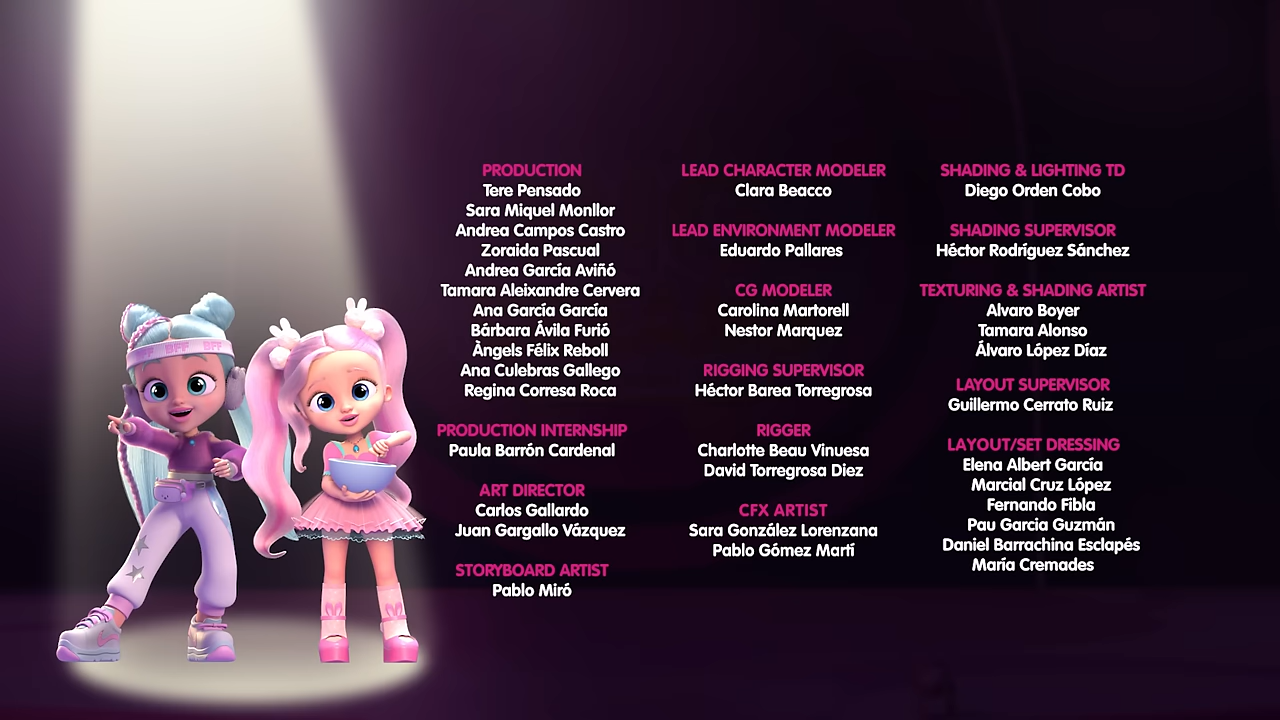 PRODUCTION
Tere Pensado
Sara Miquel Monllor
Andrea Campos Castro
Zoraida Pascual
Andrea García Aviñó
Tamara Aleixandre Cervera
Ana García García
Bárbara Ávila Furió
Àngels Félix Reboll
Ana Culebras Gallego
Regina Corresa Roca
PRODUCTION INTERNSHIP
Paula Barrón Cardenal
ART DIRECTOR
Carlos Gallardo
Juan Gargallo Vázquez
STORYBOARD ARTIST
Pablo Miró
LEAD CHARACTER MODELER
Clara Beacco
LEAD ENVIRONMENT MODELER
Eduardo Pallares
CG MODELER
Carolina Martorell
Nestor Marquez
RIGGING SUPERVISOR
Héctor Barea Torregrosa
RIGGER
Charlotte Beau Vinuesa
David Torregrosa Diez
CFX ARTIST
Sara González Lorenzana
Pablo Gómez Martí
SHADING & LIGHTING TD
Diego Orden Cobo
SHADING SUPERVISOR
Héctor Rodríguez Sánchez
TEXTURING & SHADING ARTIST
Alvaro Boyer
Tamara Alonso
Álvaro López Díaz
LAYOUT SUPERVISOR
Guillermo Cerrato Ruiz
LAYOUT/SET DRESSING
Elena Albert García
Marcial Cruz López
Fernando Fibla
Pau Garcia Guzmán
Daniel Barrachina Esclapés
María Cremades
BFF BFF BFF